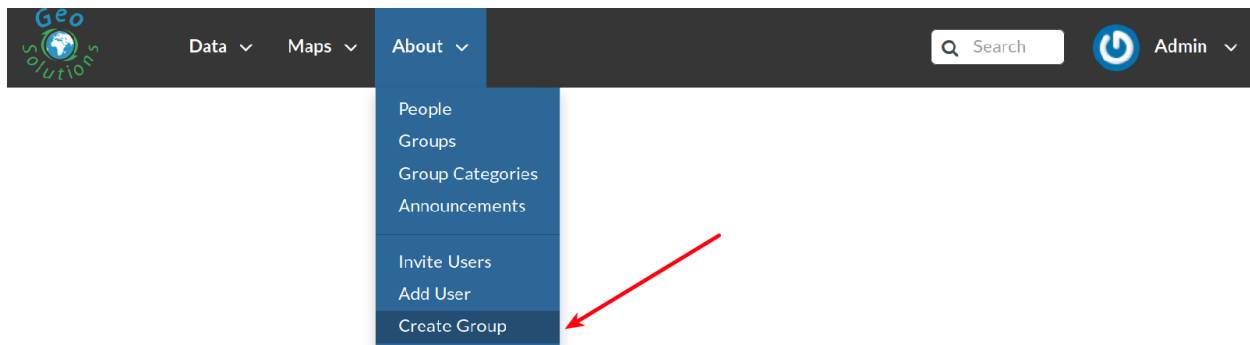 Geo
Solutions
Data
Maps
About
Search
Admin
People
Groups
Group Categories
Announcements
Invite Users
Add User
Create Group